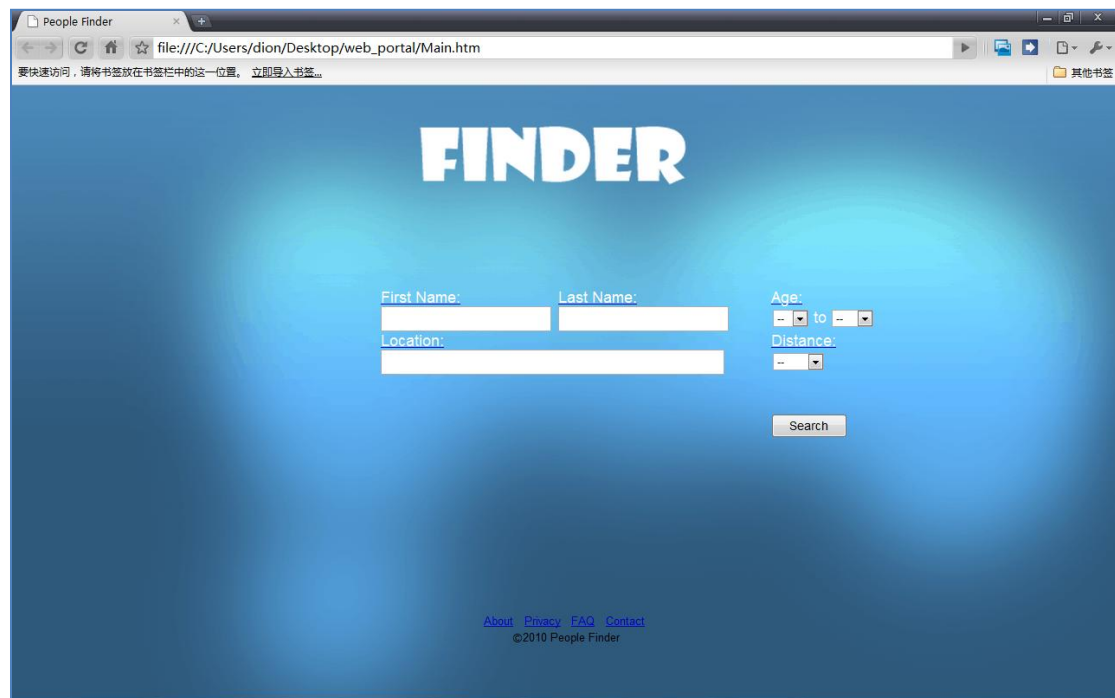 People Finder
file:///C:/Users/dion/Desktop/web_portal/Main.htm
要快速访问，请将书签放在书签栏中的这一位置。 立即导入书签... 其他书签
FINDER
First Name: Last Name: Age:
-- to --
Location: Distance:
--
Search
About Privacy FAQ Contact
©2010 People Finder